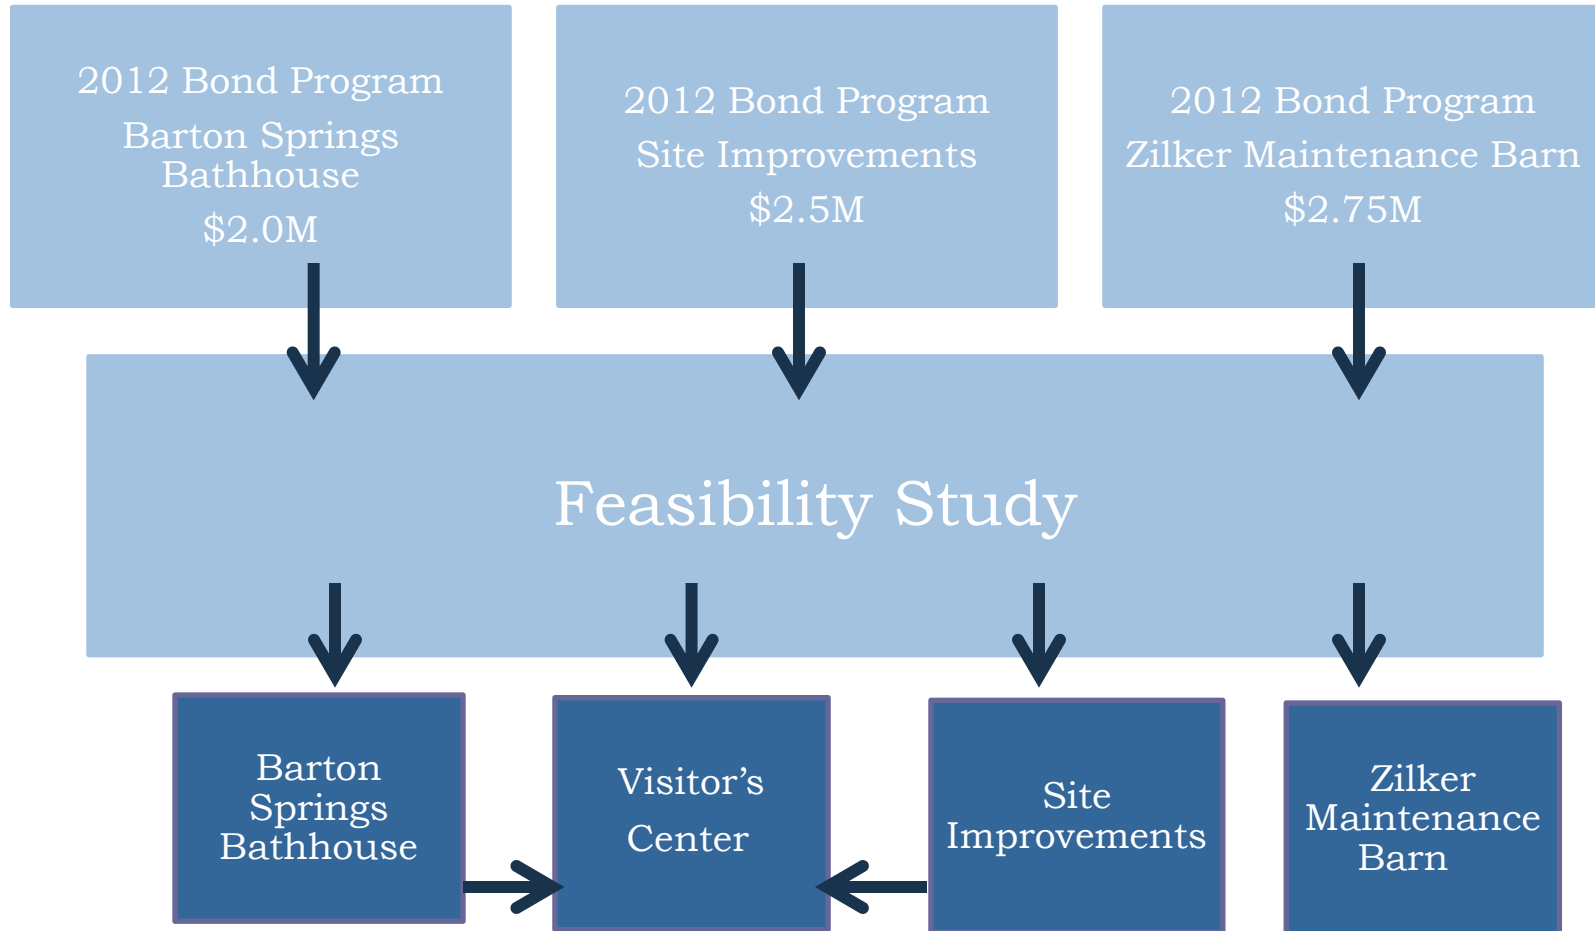 2012 Bond Program
Barton Springs
Bathhouse
$2.0M
2012 Bond Program
Site Improvements
$2.5M
2012 Bond Program
Zilker Maintenance Barn
$2.75M
Feasibility Study
Barton
Springs
Bathhouse
Visitor’s
Center
Site
Improvements
Zilker
Maintenance
Barn